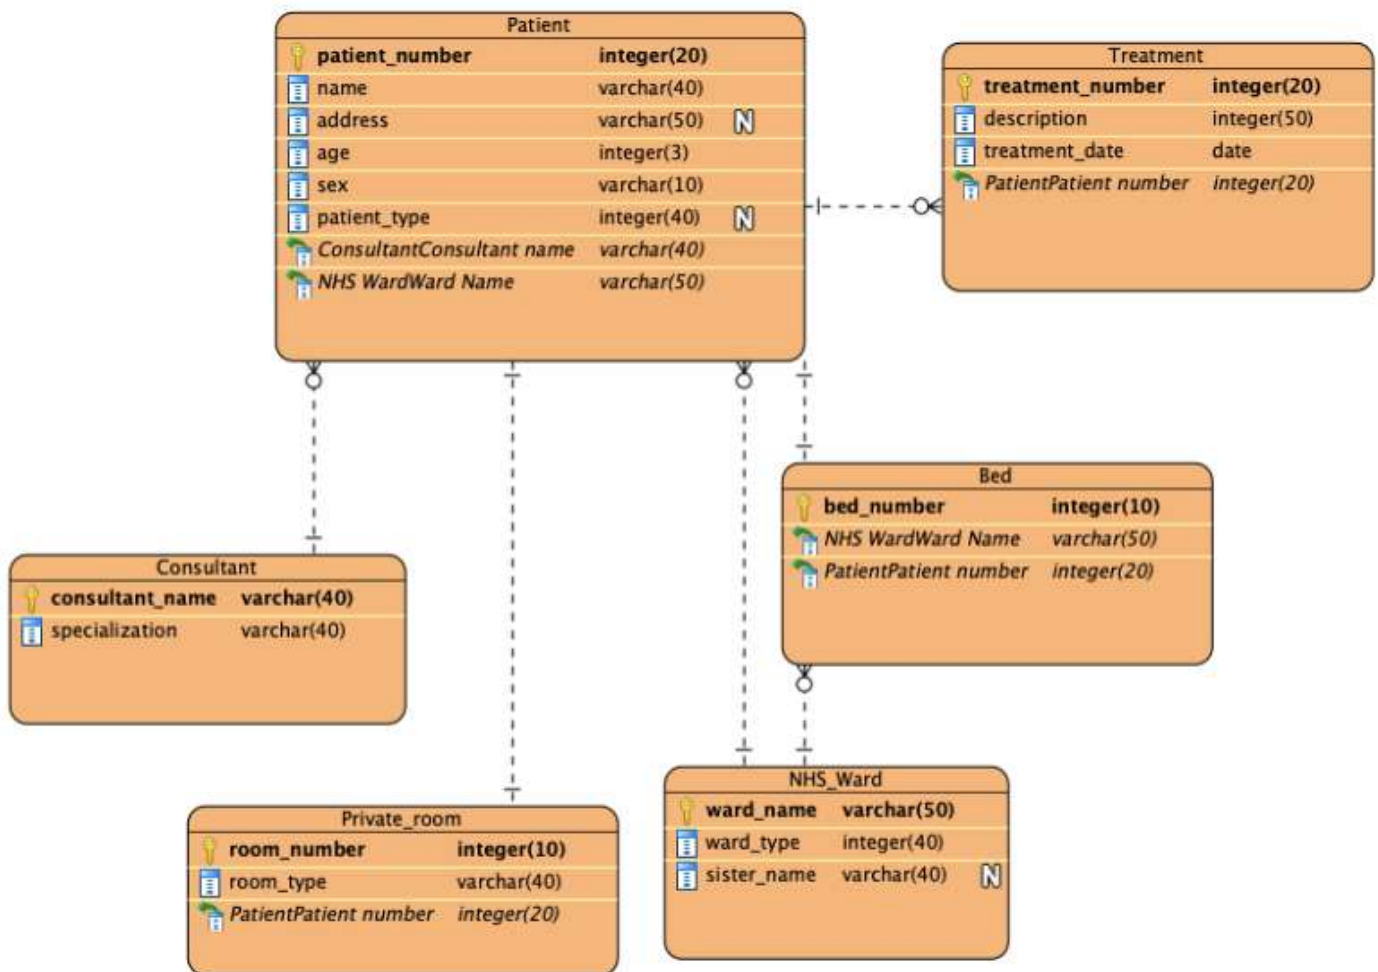 Patient
patient_number integer(20)
name varchar(40)
address varchar(50) N
age integer(3)
sex varchar(10)
patient_type integer(40) N
ConsultantConsultant name varchar(40)
NHS WardWard Name varchar(50)
Treatment
treatment_number integer(20)
description integer(50)
treatment_date date
PatientPatient number integer(20)
Bed
bed_number integer(10)
NHS WardWard Name varchar(50)
PatientPatient number integer(20)
Consultant
consultant_name varchar(40)
specialization varchar(40)
Private_room
room_number integer(10)
room_type varchar(40)
PatientPatient number integer(20)
NHS_Ward
ward_name varchar(50)
ward_type integer(40)
sister_name varchar(40) N